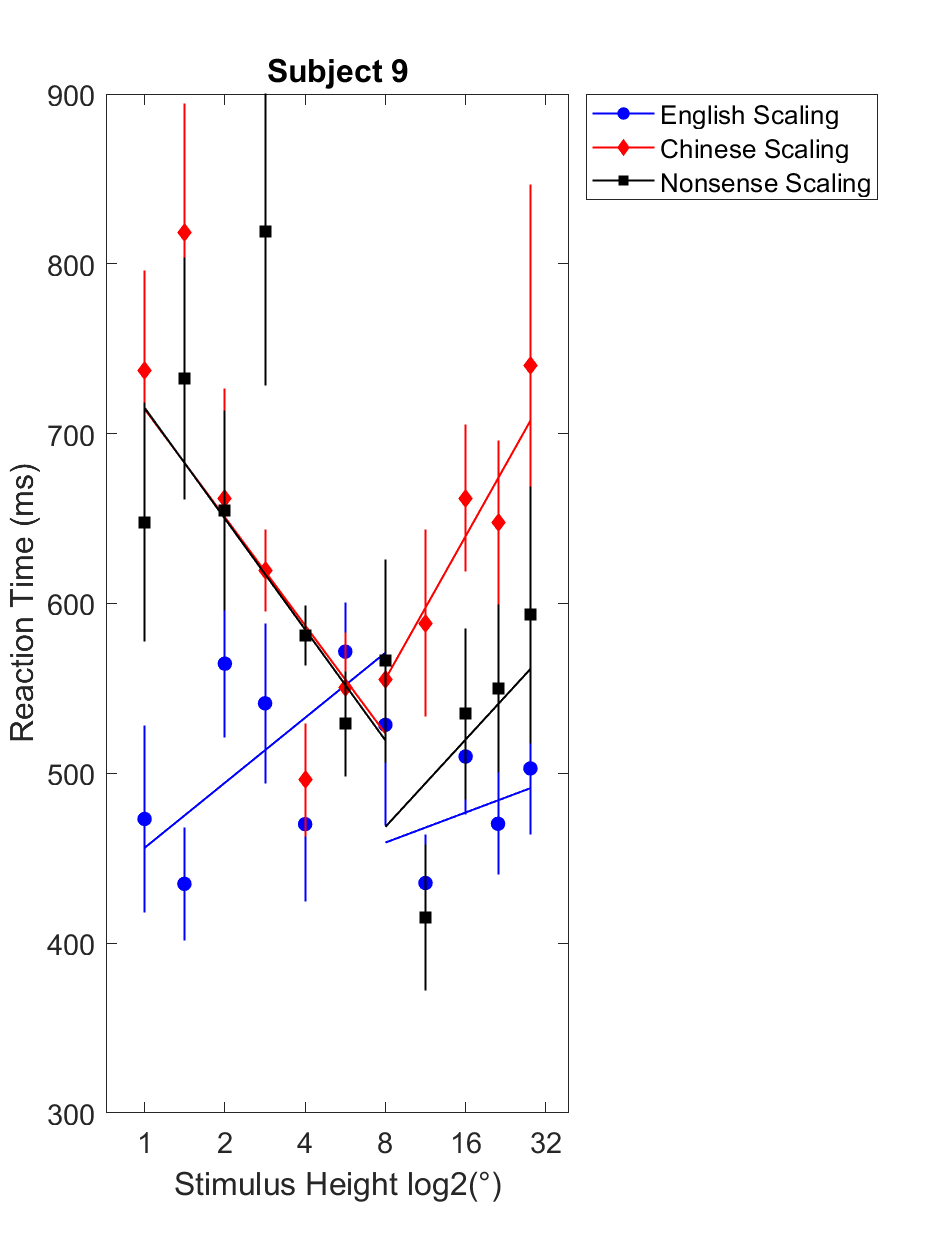 Subject 9
900
800
700
600
500
400
300
Reaction Time (ms)
1 2 4 8 16 32
Stimulus Height log2(°)
English Scaling
Chinese Scaling
Nonsense Scaling